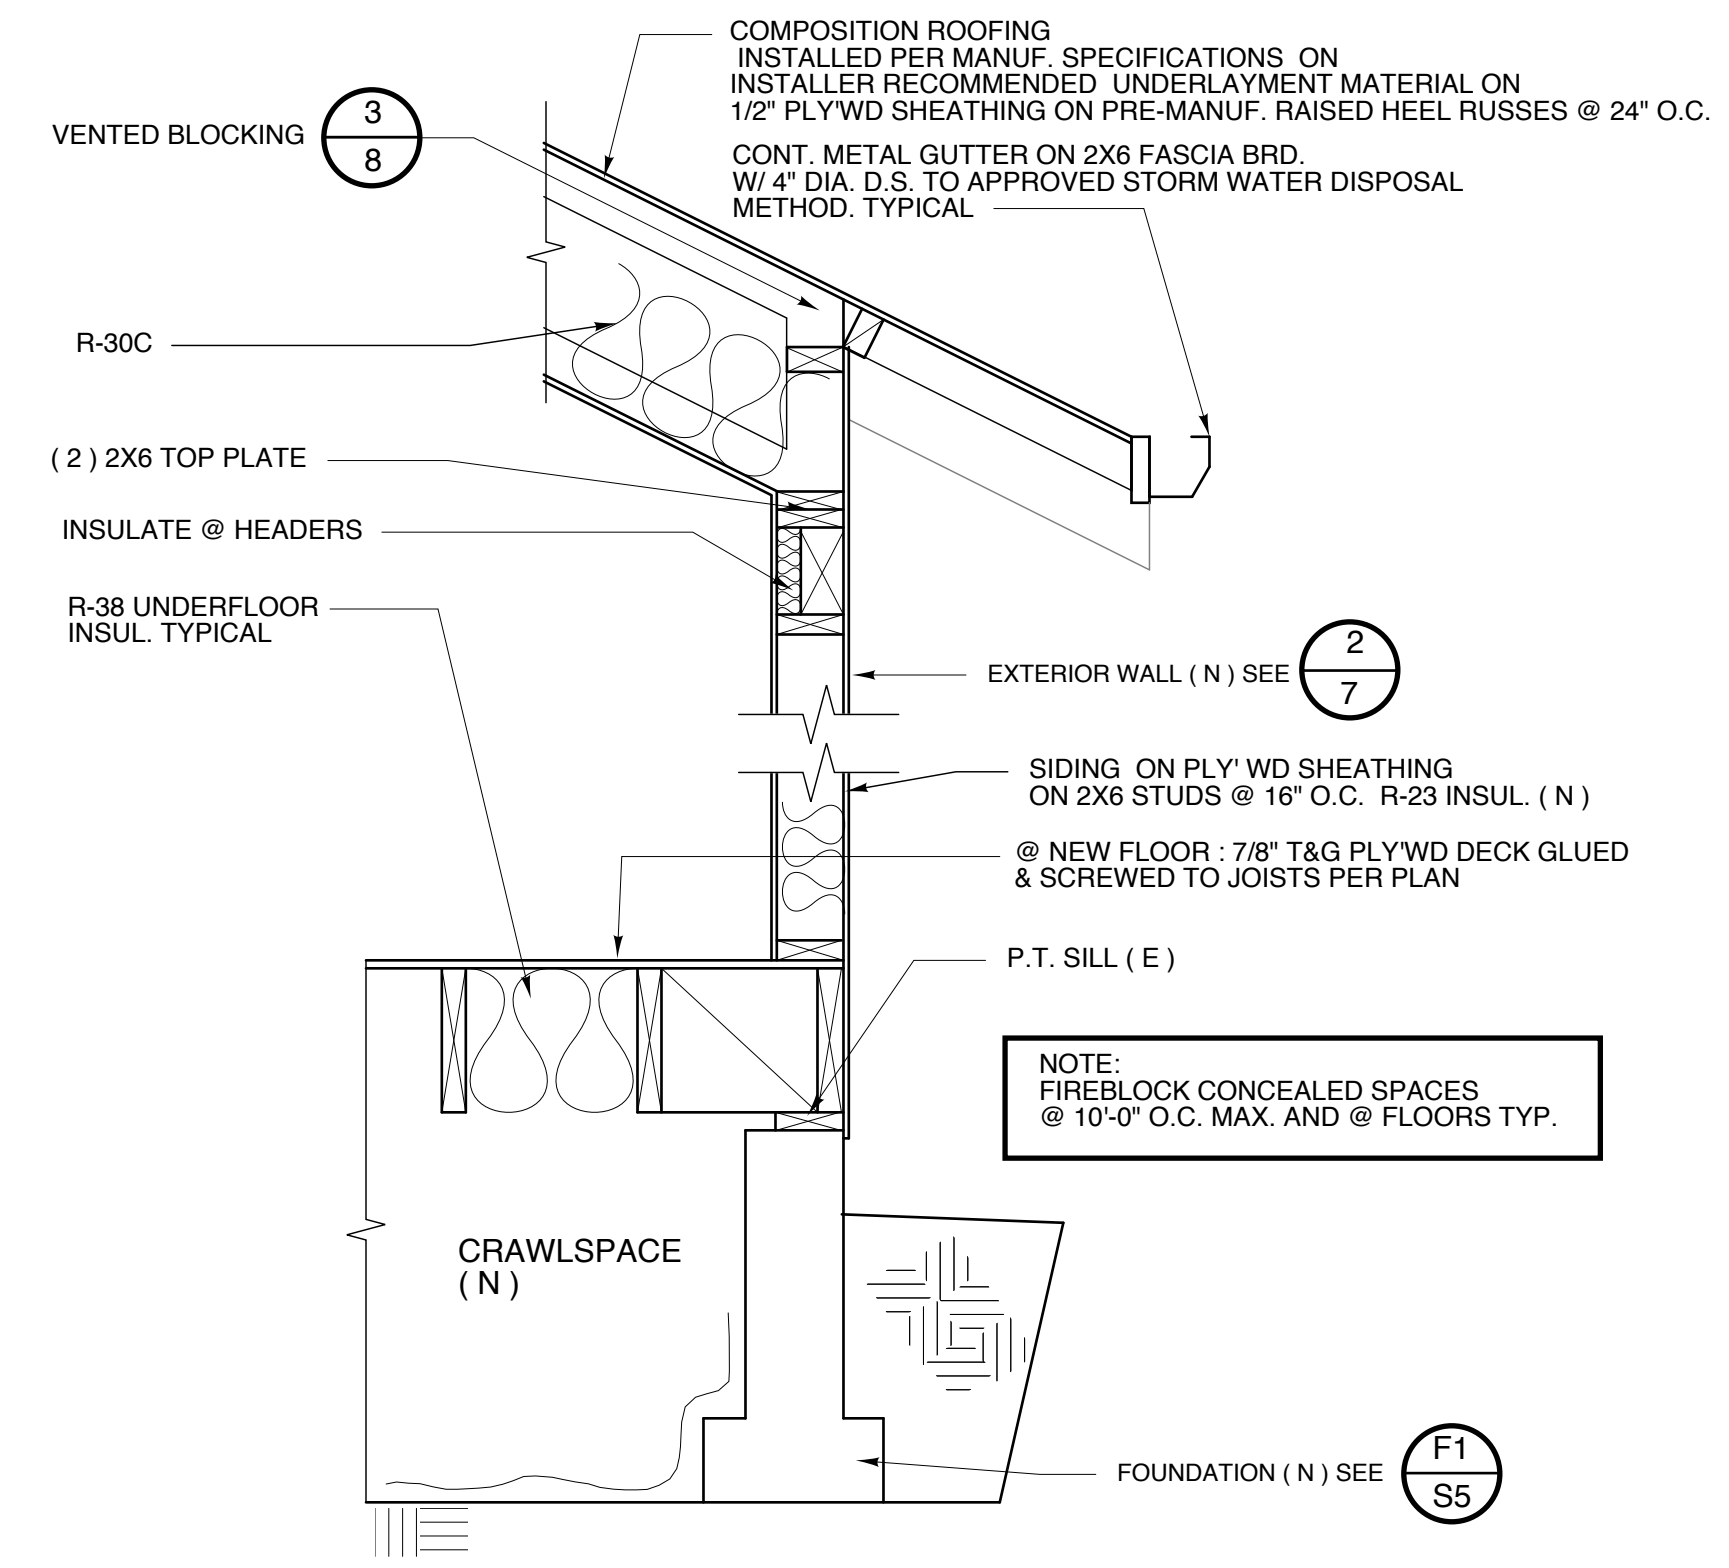 COMPOSITION ROOFING
INSTALLED PER MANUF. SPECIFICATIONS ON
INSTALLER RECOMMENDED UNDERLAYMENT MATERIAL ON
1/2" PLY'WD SHEATHING ON PRE-MANUF. RAISED HEEL RUSSES @ 24" O.C.
VENTED BLOCKING
3
8
CONT. METAL GUTTER ON 2X6 FASCIA BRD.
W/ 4" DIA. D.S. TO APPROVED STORM WATER DISPOSAL
METHOD. TYPICAL
R-30C
( 2 ) 2X6 TOP PLATE
INSULATE @ HEADERS
R-38 UNDERFLOOR
INSUL. TYPICAL
EXTERIOR WALL ( N ) SEE
2
7
SIDING ON PLY' WD SHEATHING
ON 2X6 STUDS @ 16" O.C. R-23 INSUL. ( N )
@ NEW FLOOR : 7/8" T&G PLY'WD DECK GLUED
& SCREWED TO JOISTS PER PLAN
P.T. SILL ( E )
NOTE:
FIREBLOCK CONCEALED SPACES
@ 10'-0" O.C. MAX. AND @ FLOORS TYP.
CRAWLSPACE
( N )
FOUNDATION ( N ) SEE
F1
S5